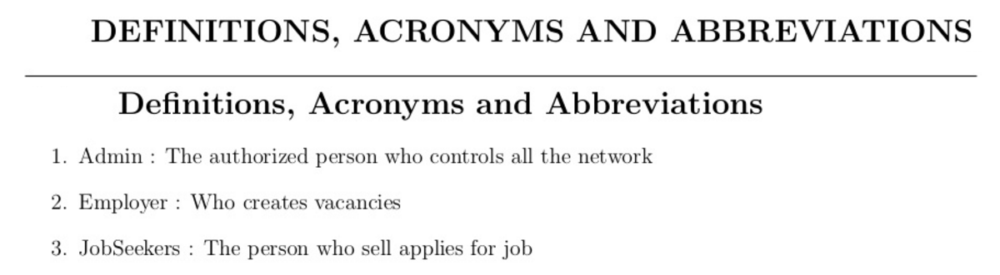 DEFINITIONS, ACRONYMS AND ABBREVIATIONS
Definitions, Acronyms and Abbreviations
1. Admin : The authorized person who controls all the network
2. Employer : Who creates vacancies
3. JobSeekers : The person who sell applies for job